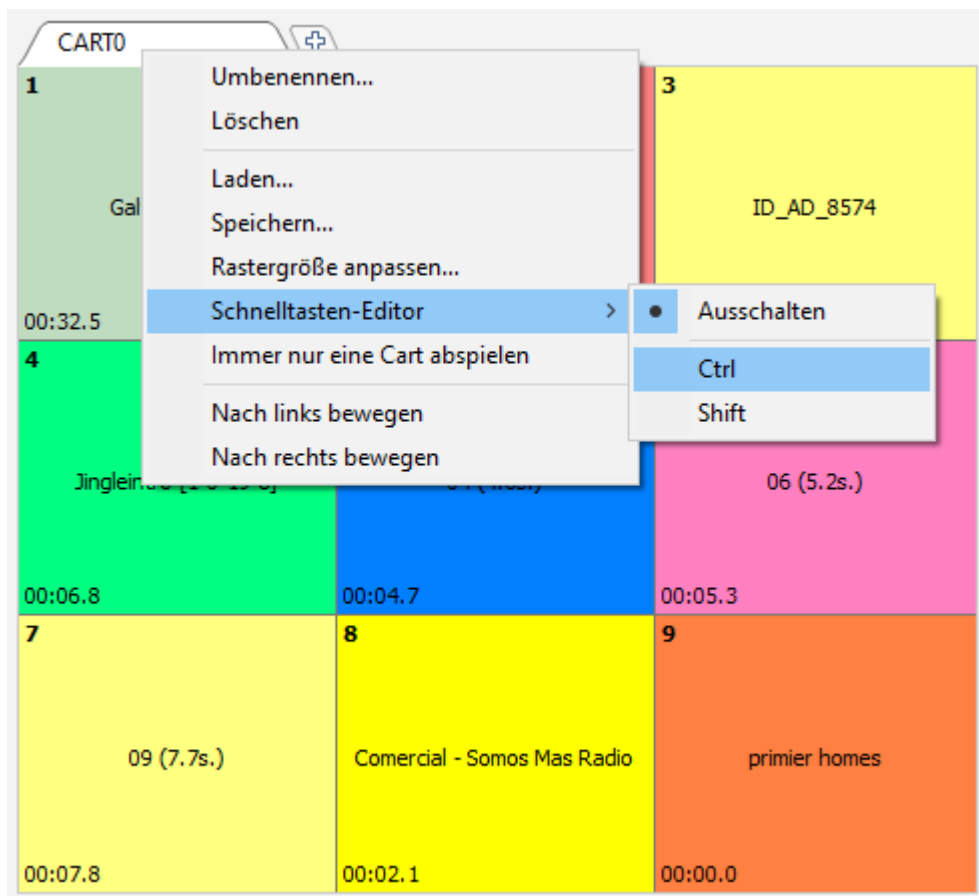 CART0
1
Umbenennen...
Löschen
Laden...
Speichern...
Rastergröße anpassen...
Schnelltasten-Editor
Immer nur eine Cart abspielen
Nach links bewegen
Nach rechts bewegen
Ausschalten
Ctrl
Shift
00:32.5
3
ID_AD_8574
4
00:06.8
00:04.7
06 (5.2s.)
00:05.3
7
09 (7.7s.)
00:07.8
8
Comercial - Somos Mas Radio
00:02.1
9
primier homes
00:00.0